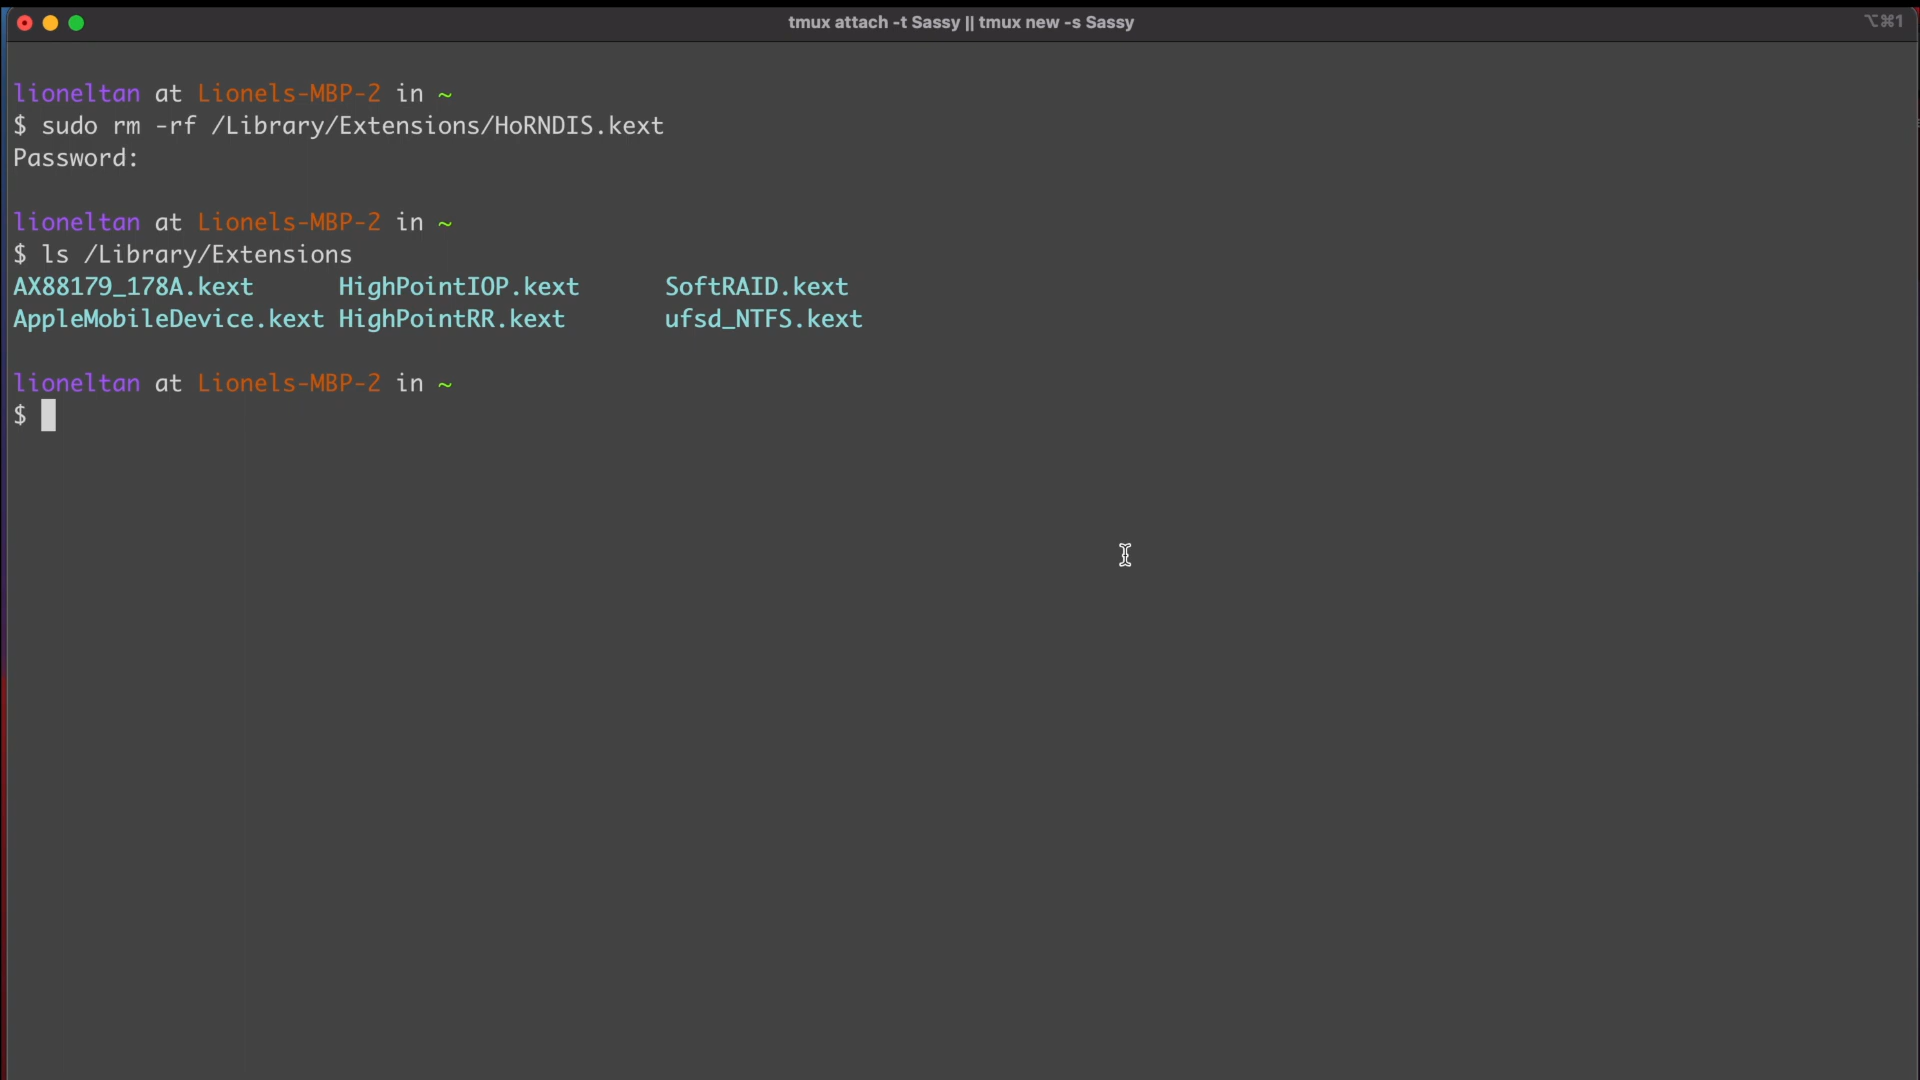 tmux attach -t Sassy || tmux new -s Sassy
⌥⌘1
lioneltan at Lionels-MBP-2 in ~
$ sudo rm -rf /Library/Extensions/HoRNDIS.kext
Password:
lioneltan at Lionels-MBP-2 in ~
$ ls /Library/Extensions
AX88179_178A.kext HighPointIOP.kext SoftRAID.kext
AppleMobileDevice.kext HighPointRR.kext ufsd_NTFS.kext
lioneltan at Lionels-MBP-2 in ~
$